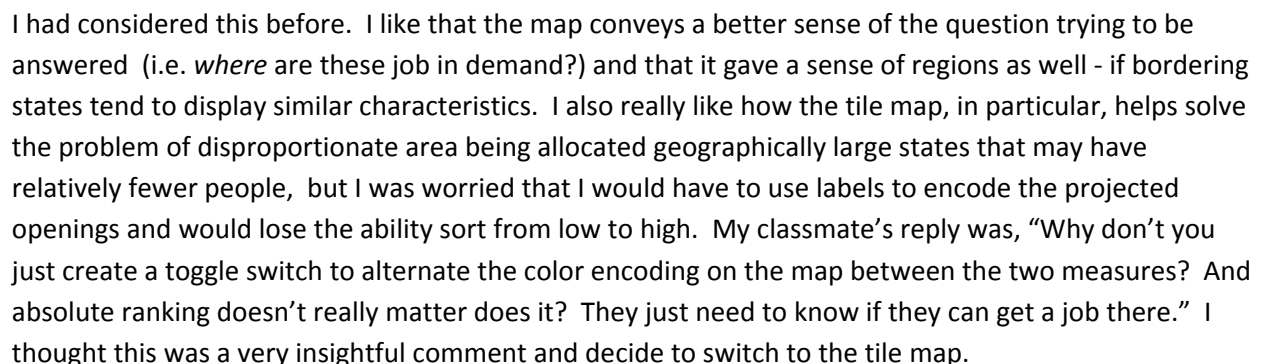 I had considered this before.  I like that the map conveys a better sense of the question trying to be
answered  (i.e. where are these job in demand?) and that it gave a sense of regions as well - if bordering
states tend to display similar characteristics.  I also really like how the tile map, in particular, helps solve
the problem of disproportionate area being allocated geographically large states that may have
relatively fewer people,  but I was worried that I would have to use labels to encode the projected
openings and would lose the ability sort from low to high.  My classmate’s reply was, “Why don’t you
just create a toggle switch to alternate the color encoding on the map between the two measures?  And
absolute ranking doesn’t really matter does it?  They just need to know if they can get a job there.”  I
thought this was a very insightful comment and decide to switch to the tile map.